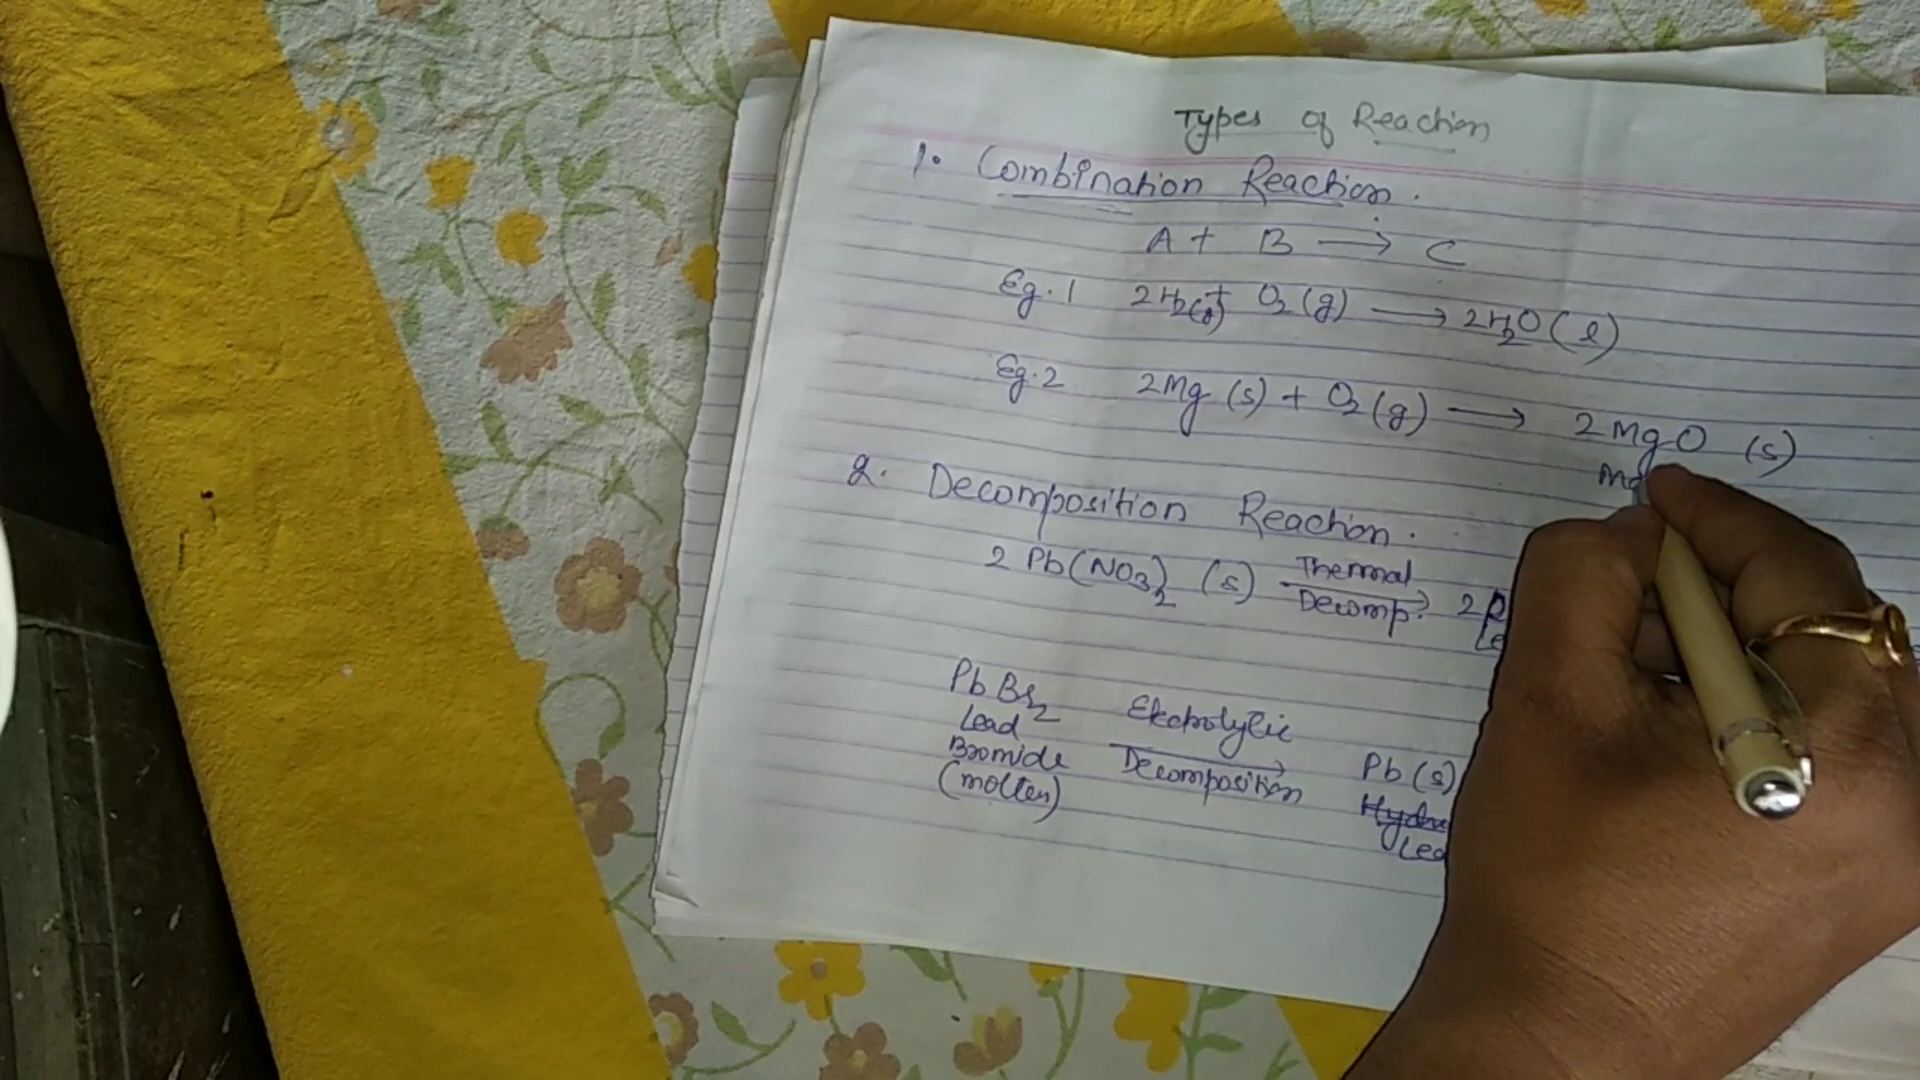 Types of Reaction
1. Combination Reaction.
A + B → C
Eg. 1 2H₂(g) + O₂ (g) → 2H₂O (l)
Eg. 2 2Mg (s) + O₂ (g) → 2 MgO (s)
2. Decomposition Reaction.
2 Pb(NO₃)₂ (s) Thermal → Decomp.
PbBr₂ Electrolytic → Decomposition Pb (s)
Lead
Bromide
(molten)